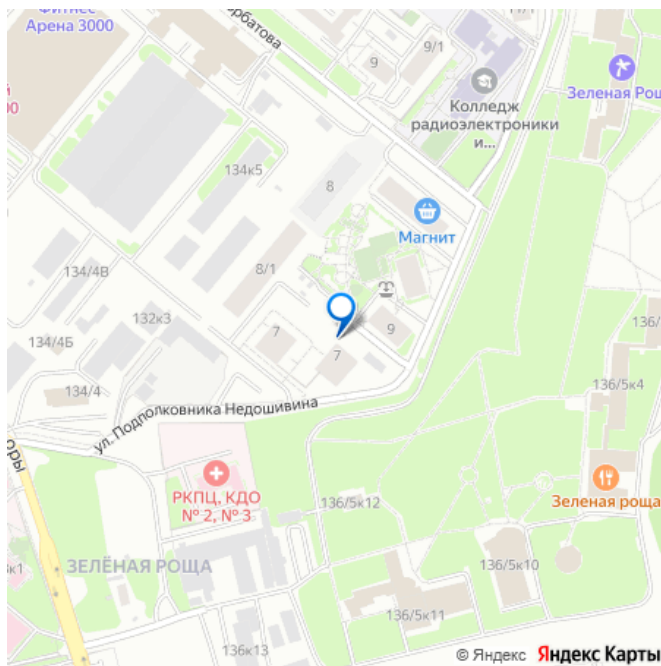 Фитнес
Арена 3000
9/1
9
Колледж
радиоэлектроники
и...
Зеленая Рощ
134к5
8
Магнит
8/1
134/4В
132к3
134/4Б
7
7
9
134/4
136/5к4
ул. Подполковника Недошивина
РКПЦ, КДО
№ 2, № 3
136/5к12
Зеленая роща
ЗЕЛЁНАЯ РОЩА
136/5к10
136/5к11
136к13
© Яндекс Яндекс Карты